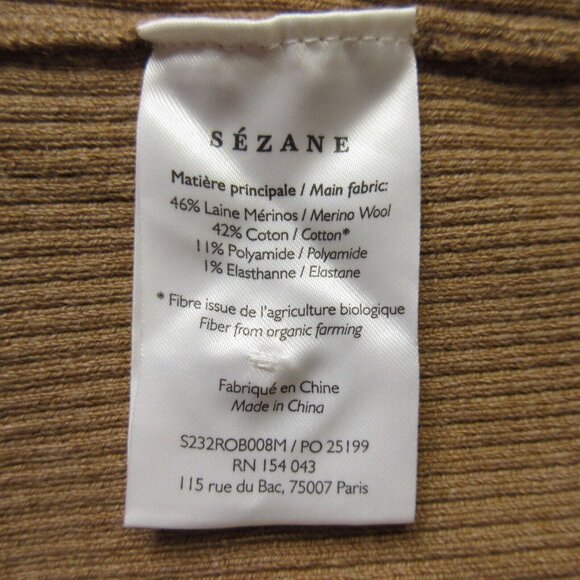 SÉZANE
Matière principale / Main fabric:
46% Laine Mérinos / Merino Wool
42% Coton / Cotton*
11% Polyamide / Polyamide
1% Elasthanne / Elastane
* Fibre issue de l'agriculture biologique
Fiber from organic farming
Fabriqué en Chine
Made in China
S232ROB008M / PO 25199
RN 154 043
115 rue du Bac, 75007 Paris